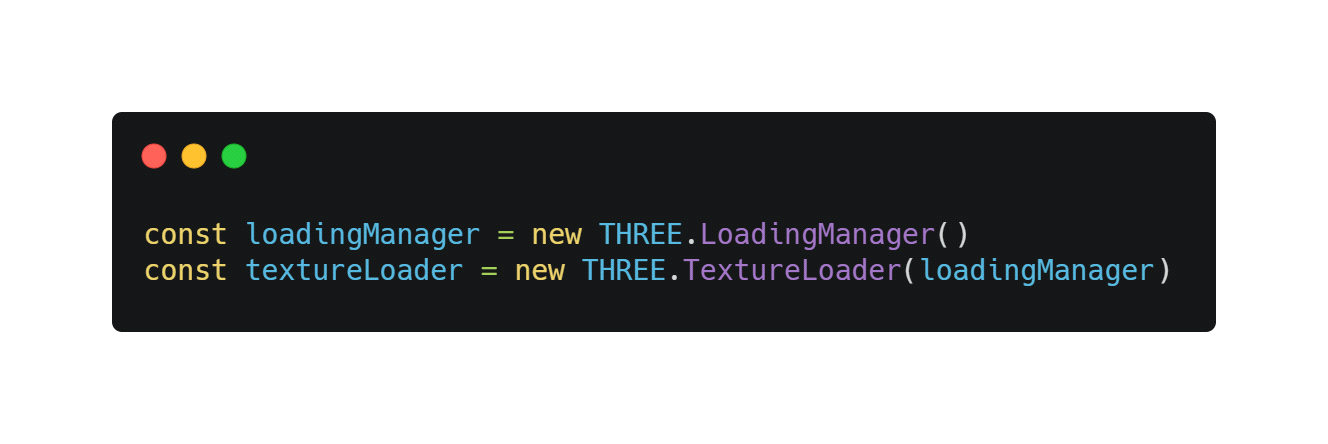 const loadingManager = new THREE.LoadingManager()
const textureLoader = new THREE.TextureLoader(loadingManager)